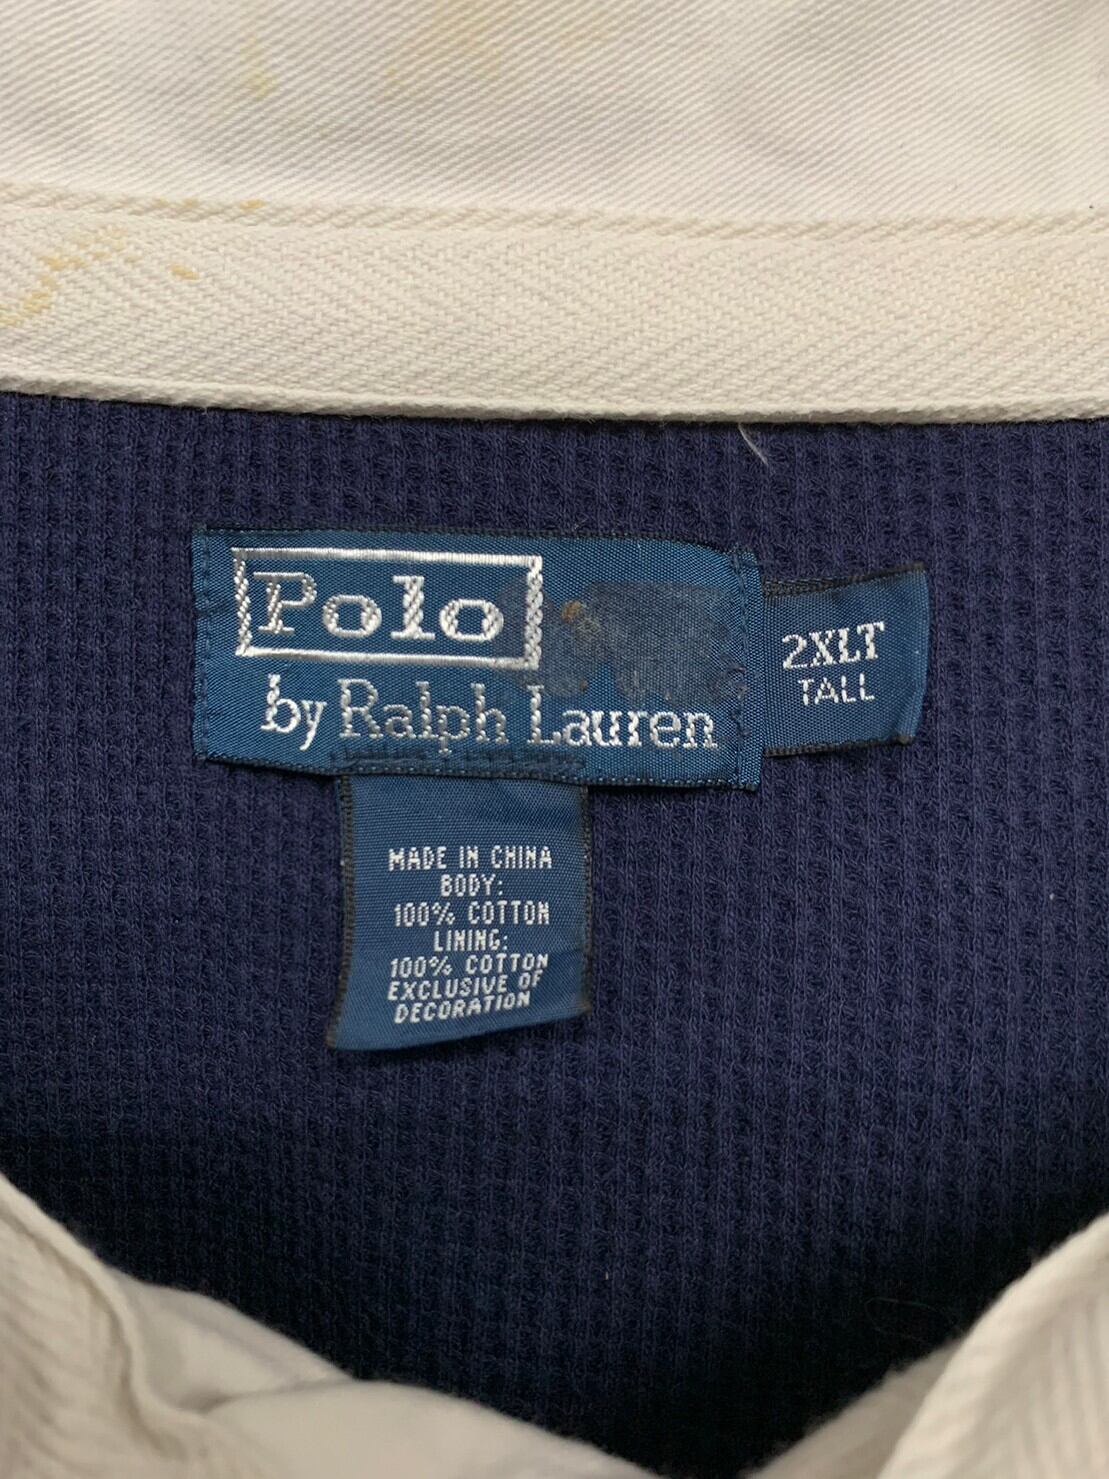 Polo
by Ralph Lauren
2XLT
TALL
MADE IN CHINA
BODY:
100% COTTON
LINING:
100% COTTON
EXCLUSIVE OF
DECORATION